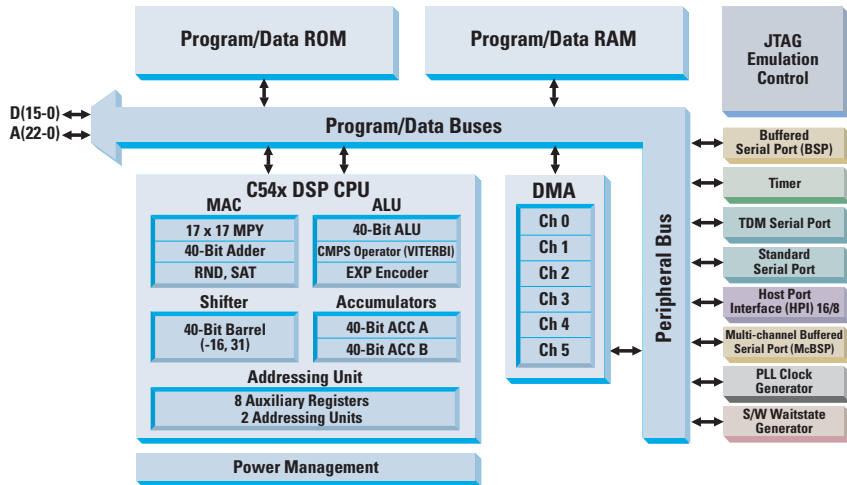 Program/Data ROM
Program/Data RAM
JTAG
Emulation
Control
D(15-0)
A(22-0)
Program/Data Buses
Peripheral Bus
Buffered
Serial Port (BSP)
Timer
TDM Serial Port
Standard
Serial Port
Host Port
Interface (HPI) 16/8
Multi-channel Buffered
Serial Port (McBSP)
PLL Clock
Generator
S/W Waitstate
Generator
C54x DSP CPU
MAC
17 x 17 MPY
40-Bit Adder
RND, SAT
ALU
40-Bit ALU
CMPS Operator (VITERBI)
EXP Encoder
Shifter
40-Bit Barrel
(-16, 31)
Accumulators
40-Bit ACC A
40-Bit ACC B
Addressing Unit
8 Auxiliary Registers
2 Addressing Units
DMA
Ch 0
Ch 1
Ch 2
Ch 3
Ch 4
Ch 5
Power Management